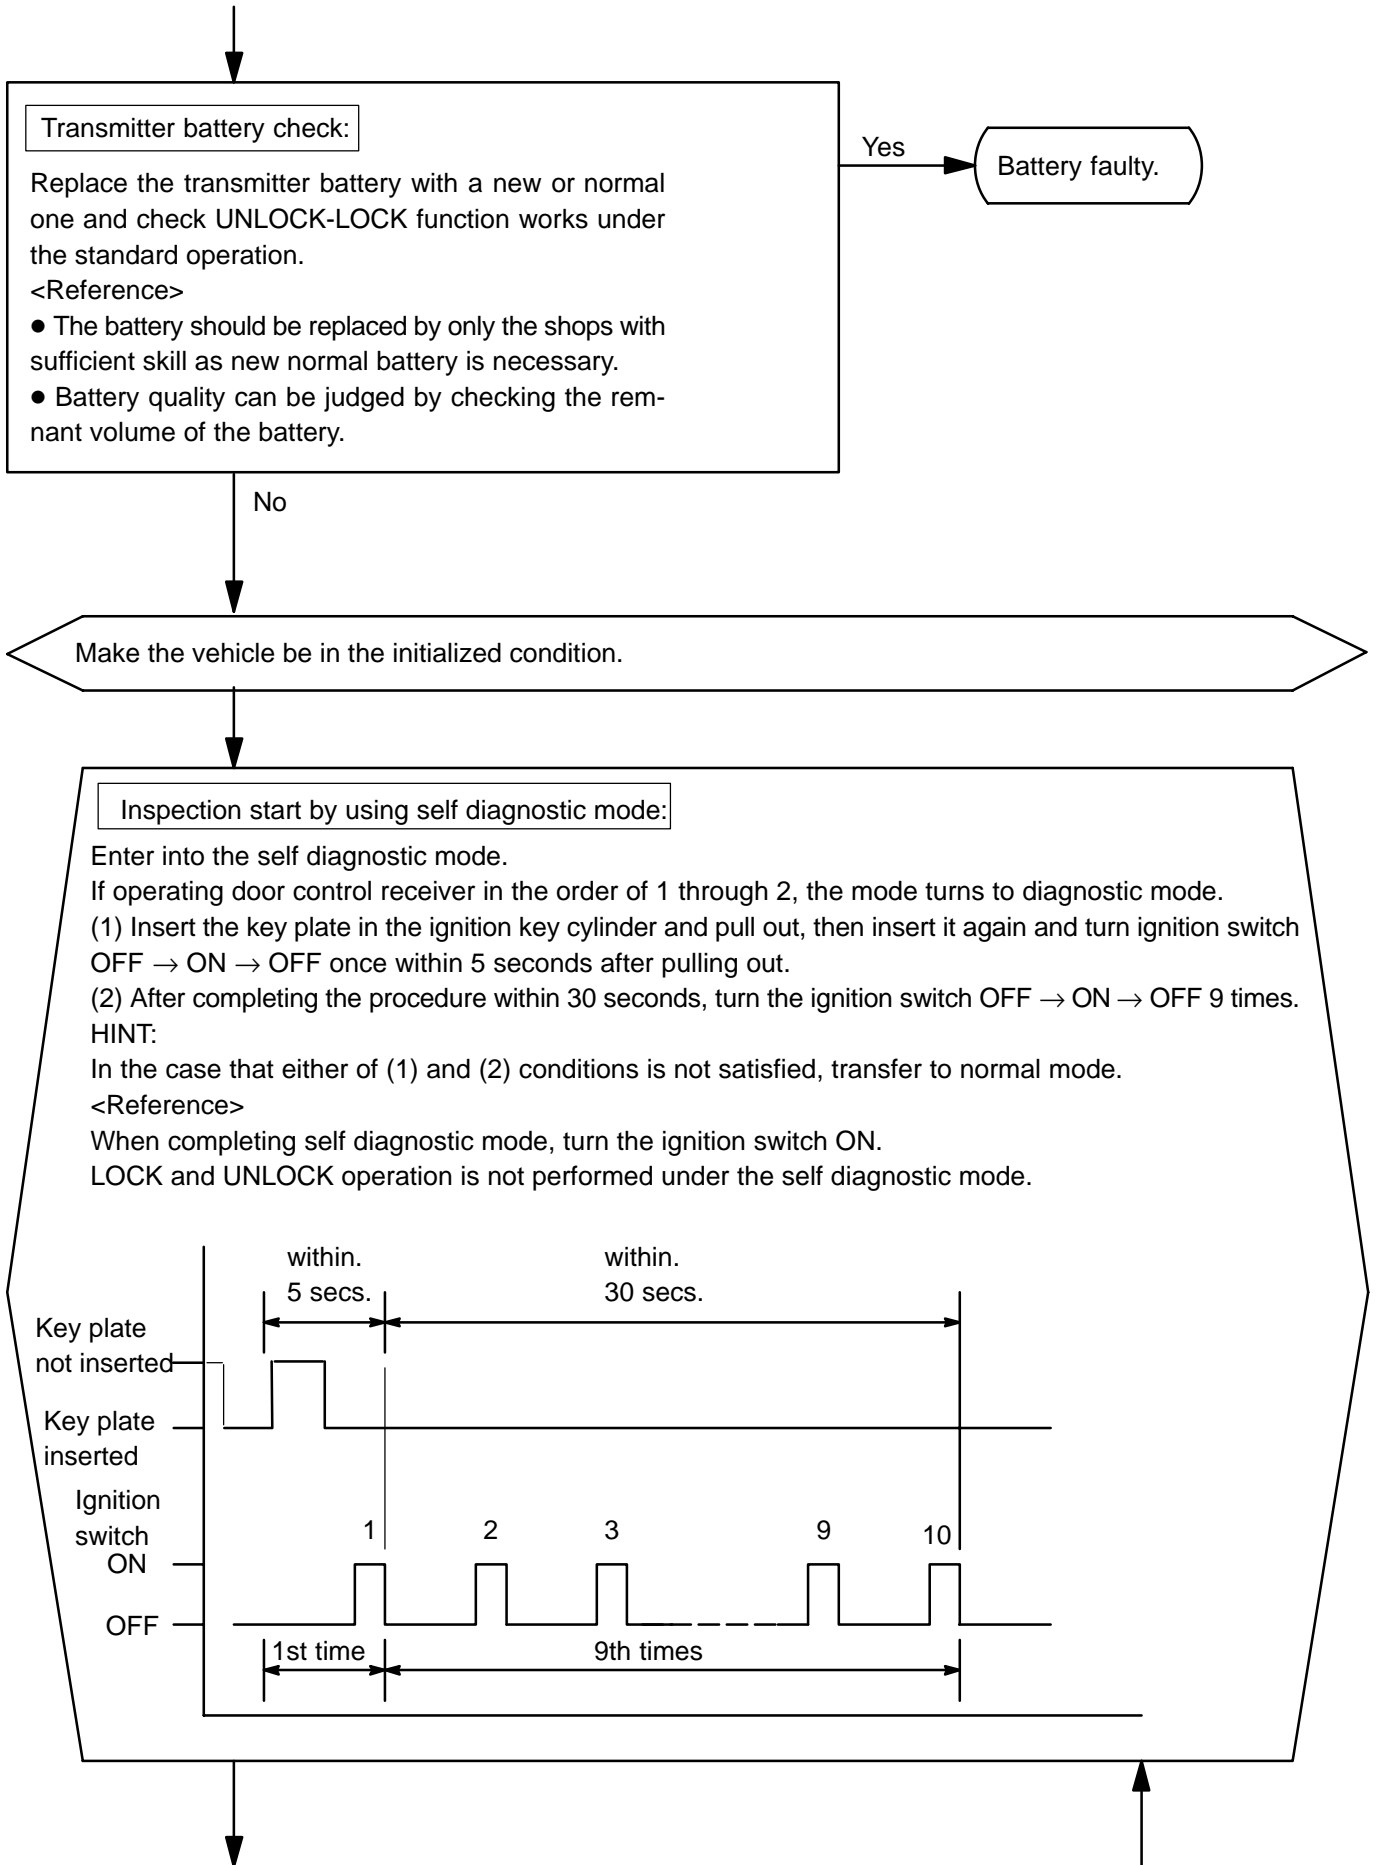 Transmitter battery check:
Yes
Battery faulty.
Replace the transmitter battery with a new or normal
one and check UNLOCK-LOCK function works under
the standard operation.
<Reference>
● The battery should be replaced by only the shops with
sufficient skill as new normal battery is necessary.
● Battery quality can be judged by checking the rem-
nant volume of the battery.
No
Make the vehicle be in the initialized condition.
Inspection start by using self diagnostic mode:
Enter into the self diagnostic mode.
If operating door control receiver in the order of 1 through 2, the mode turns to diagnostic mode.
(1) Insert the key plate in the ignition key cylinder and pull out, then insert it again and turn ignition switch
OFF → ON → OFF once within 5 seconds after pulling out.
(2) After completing the procedure within 30 seconds, turn the ignition switch OFF → ON → OFF 9 times.
HINT:
In the case that either of (1) and (2) conditions is not satisfied, transfer to normal mode.
<Reference>
When completing self diagnostic mode, turn the ignition switch ON.
LOCK and UNLOCK operation is not performed under the self diagnostic mode.
within.
5 secs.
within.
30 secs.
Key plate
not inserted
Key plate
inserted
Ignition
switch
1 2 3 9 10
ON
OFF
1st time
9th times